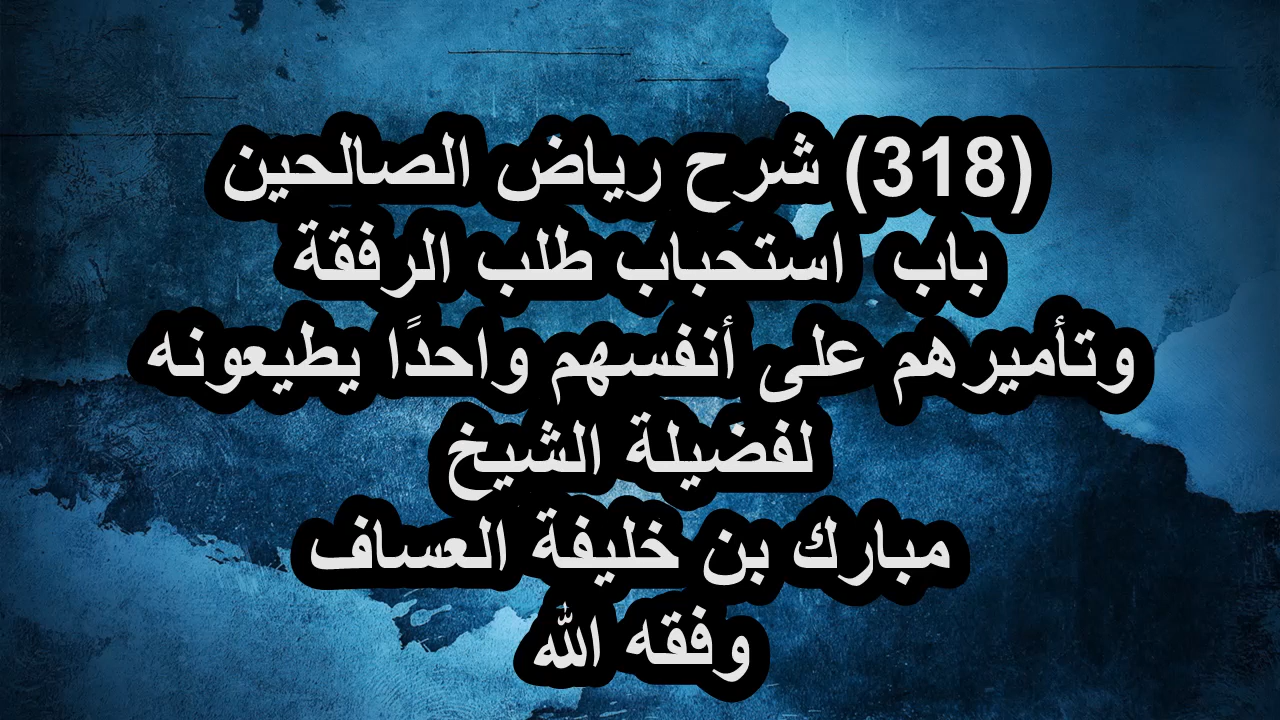 (318) شرح رياض الصالحين
باب استحباب طلب الرفقة
وتأميرهم على أنفسهم واحدًا يطيعونه
لفضيلة الشيخ
مبارك بن خليفة العساف
وفقه الله